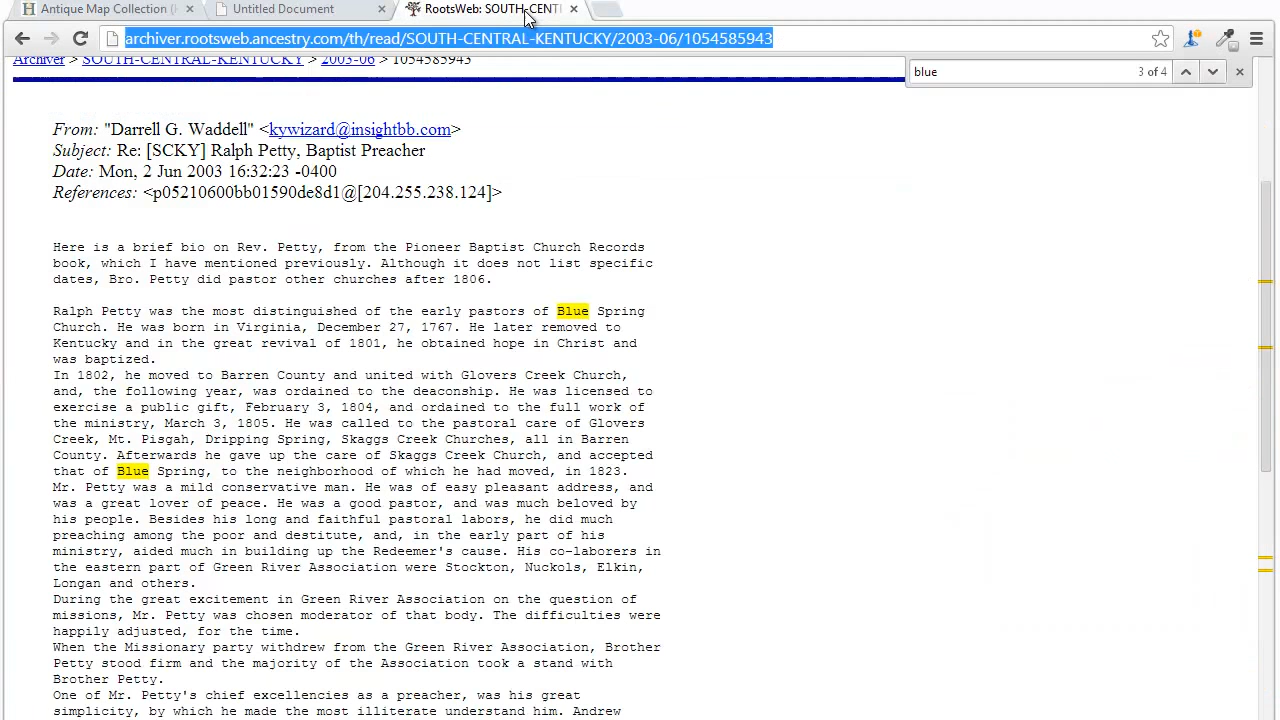 Antique Map Collection (
Untitled Document
RootsWeb: SOUTH-CENT
archiver.rootsweb.ancestry.com/th/read/SOUTH-CENTRAL-KENTUCKY/2003-06/1054585943
blue 3 of 4
Archiver > SOUTH-CENTRAL-KENTUCKY > 2003-06 > 1054585943
From: "Darrell G. Waddell" <kywizard@insightbb.com>
Subject: Re: [SCKY] Ralph Petty, Baptist Preacher
Date: Mon, 2 Jun 2003 16:32:23 -0400
References: <p05210600bb01590de8d1@[204.255.238.124]>
Here is a brief bio on Rev. Petty, from the Pioneer Baptist Church Records
book, which I have mentioned previously. Although it does not list specific
dates, Bro. Petty did pastor other churches after 1806.
Ralph Petty was the most distinguished of the early pastors of Blue Spring
Church. He was born in Virginia, December 27, 1767. He later removed to
Kentucky and in the great revival of 1801, he obtained hope in Christ and
was baptized.
In 1802, he moved to Barren County and united with Glovers Creek Church,
and, the following year, was ordained to the deaconship. He was licensed to
exercise a public gift, February 3, 1804, and ordained to the full work of
the ministry, March 3, 1805. He was called to the pastoral care of Glovers
Creek, Mt. Pisgah, Dripping Spring, Skaggs Creek Churches, all in Barren
County. Afterwards he gave up the care of Skaggs Creek Church, and accepted
that of Blue Spring, to the neighborhood of which he had moved, in 1823.
Mr. Petty was a mild conservative man. He was of easy pleasant address, and
was a great lover of peace. He was a good pastor, and was much beloved by
his people. Besides his long and faithful pastoral labors, he did much
preaching among the poor and destitute, and, in the early part of his
ministry, aided much in building up the Redeemer's cause. His co-laborers in
the eastern part of Green River Association were Stockton, Nuckols, Elkin,
Longan and others.
During the great excitement in Green River Association on the question of
missions, Mr. Petty was chosen moderator of that body. The difficulties were
happily adjusted, for the time.
When the Missionary party withdrew from the Green River Association, Brother
Petty stood firm and the majority of the Association took a stand with
Brother Petty.
One of Mr. Petty's chief excellencies as a preacher, was his great
simplicity, by which he made the most illiterate understand him. Andrew